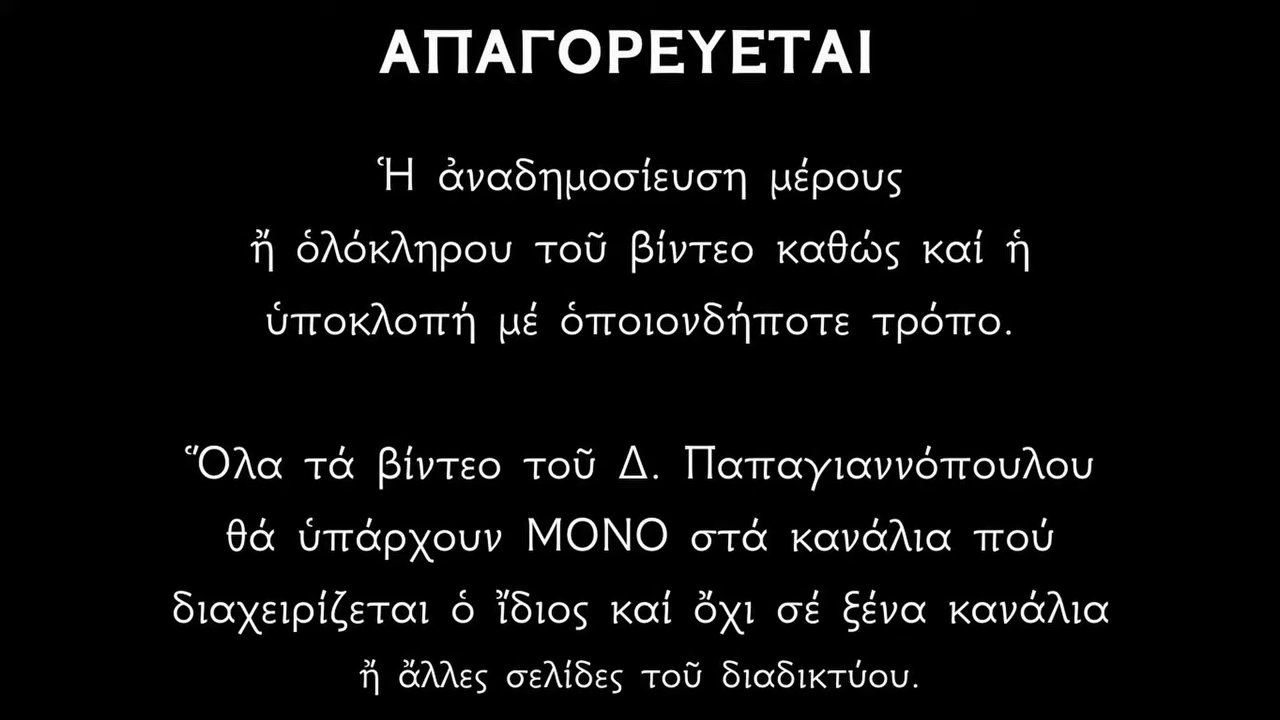 ΑΠΑΓΟΡΕΥΕΤΑΙ
Ἡ ἀναδημοσίευση μέρους
ἤ ὁλόκληρου τοῦ βίντεο καθώς καί ἡ
ὑποκλοπή μέ ὁποιονδήποτε τρόπο.
Ὅλα τά βίντεο τοῦ Δ. Παπαγιαννόπουλου
θά ὑπάρχουν ΜΟΝΟ στά κανάλια πού
διαχειρίζεται ὁ ἴδιος καί ὄχι σέ ξένα κανάλια
ἤ ἄλλες σελίδες τοῦ διαδικτύου.